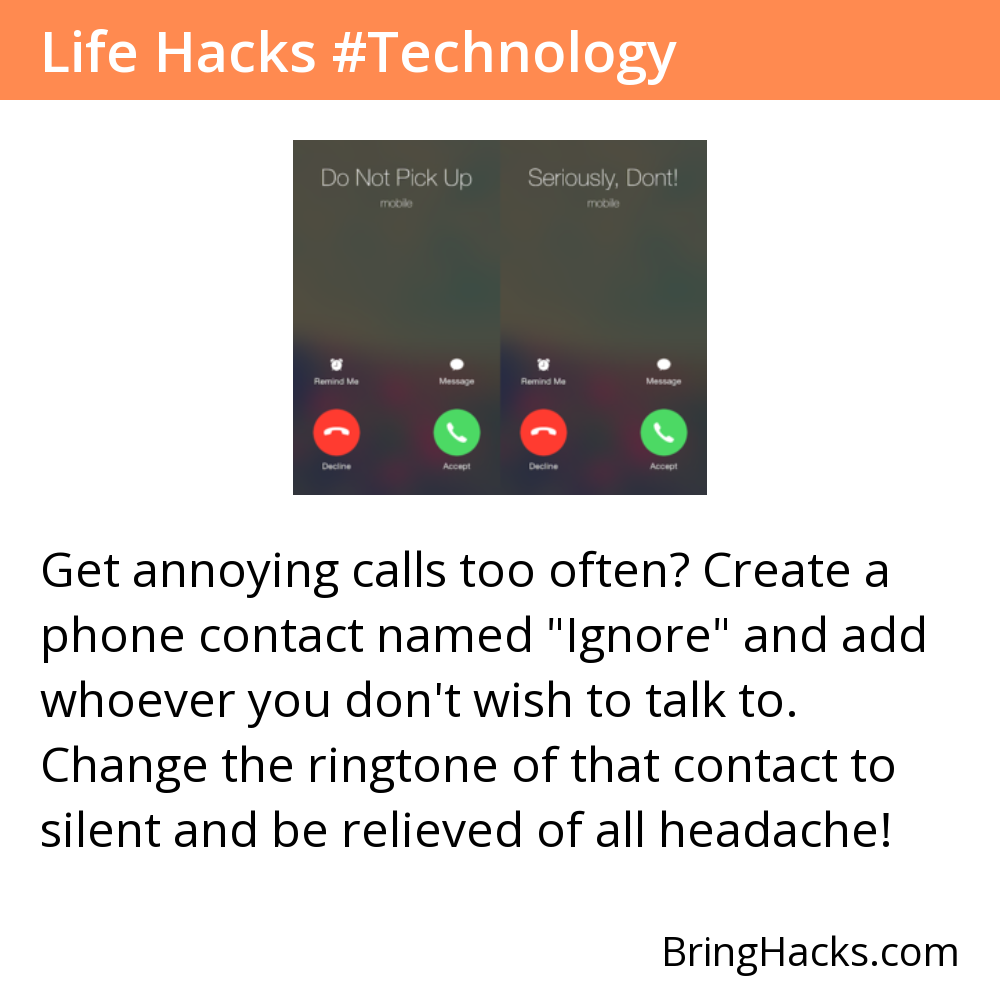 Life Hacks #Technology
Do Not Pick Up
mobile
Seriously, Dont!
mobile
Remind Me
Message
Remind Me
Message
Decline
Accept
Decline
Accept
Get annoying calls too often? Create a
phone contact named "Ignore" and add
whoever you don't wish to talk to.
Change the ringtone of that contact to
silent and be relieved of all headache!
BringHacks.com